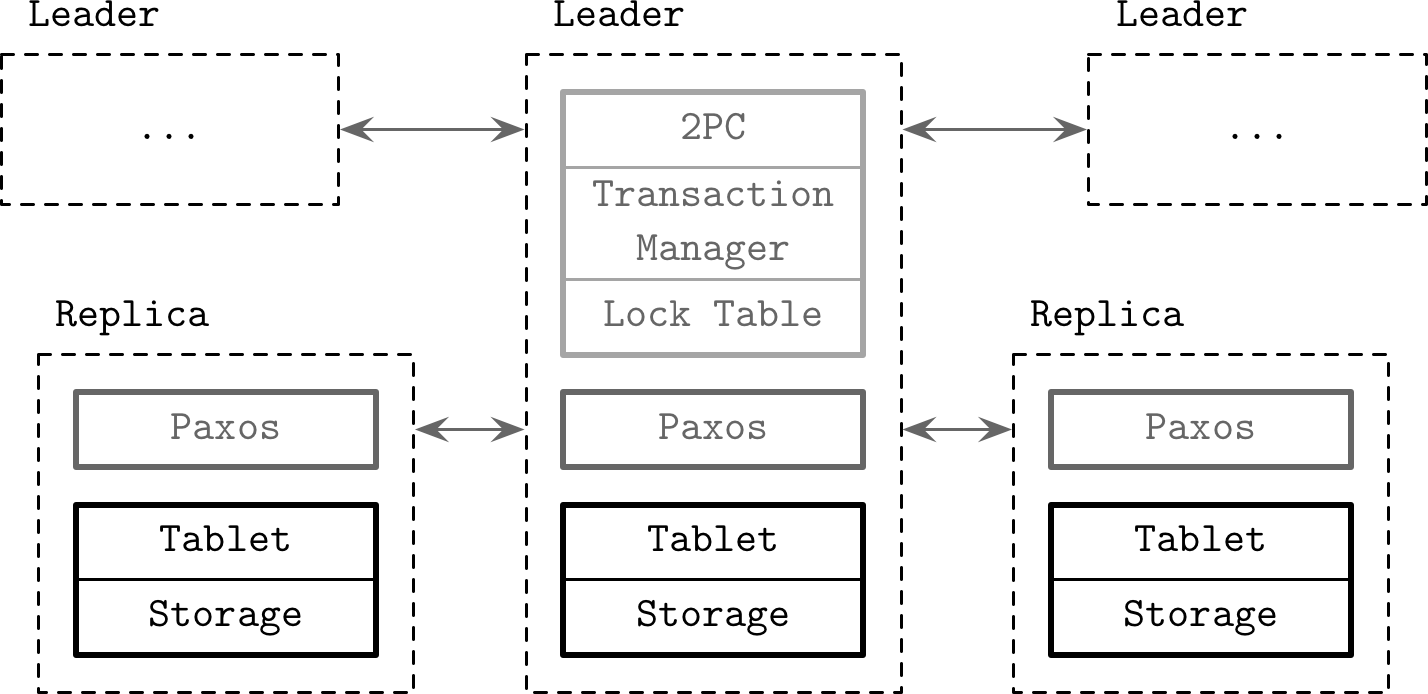 Leader
Leader
Leader
...
2PC
...
Transaction
Manager
Lock Table
Replica
Replica
Paxos
Paxos
Paxos
Tablet
Tablet
Tablet
Storage
Storage
Storage